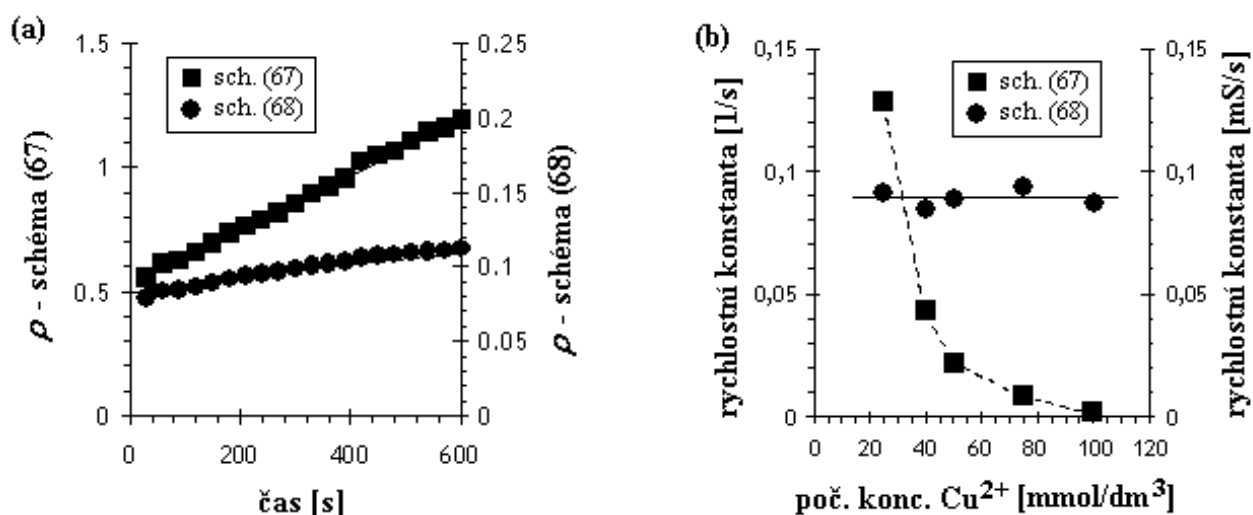 (a)
1.5
1
0.5
0
ρ - schéma (67)
sch. (67)
sch. (68)
0.25
0.2
0.15
0.1
0.05
0
ρ - schéma (68)
0 200 400 600
čas [s]
(b)
0,15
0,1
0,05
0
rychlostní konstanta [1/s]
sch. (67)
sch. (68)
0,15
0,1
0,05
0
rychlostní konstanta [mS/s]
0 20 40 60 80 100 120
poč. konc. Cu²⁺ [mmol/dm³]